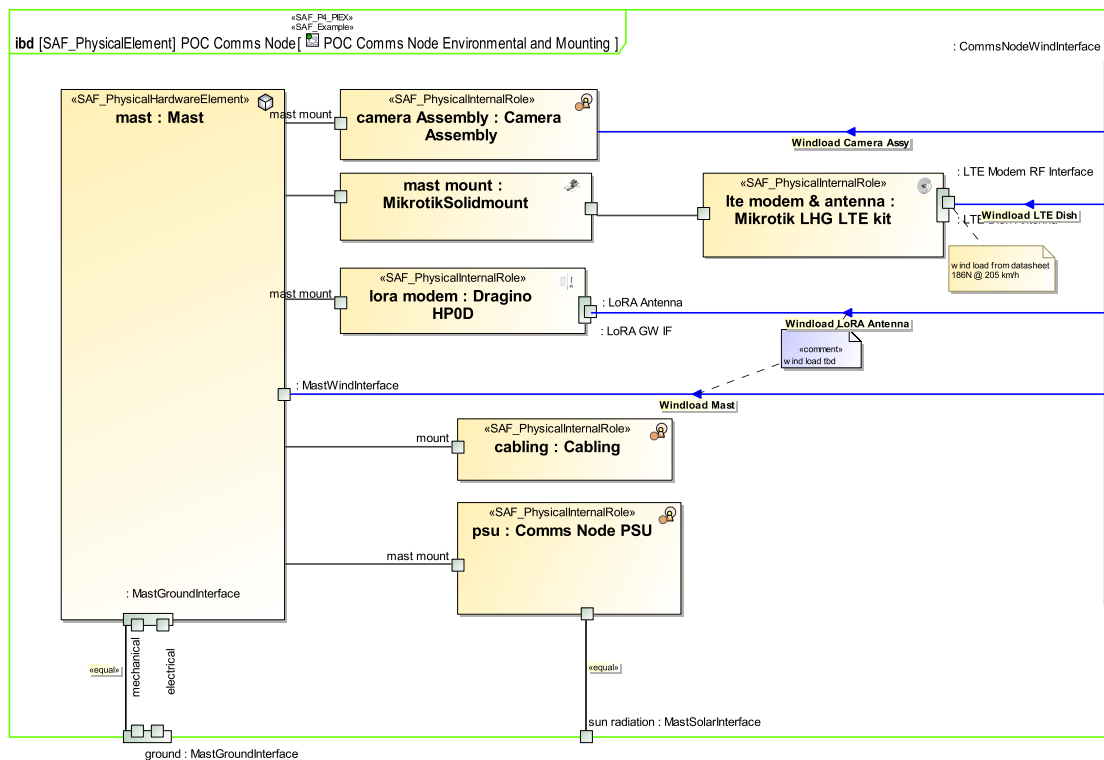 «SAF_P4_PIEX»
«SAF_Example»
ibd [SAF_PhysicalElement] POC Comms Node[ POC Comms Node Environmental and Mounting ]
: CommsNodeWindInterface
«SAF_PhysicalHardwareElement»
mast : Mast
mast mount
«SAF_PhysicalInternalRole»
camera Assembly : Camera
Assembly
Windload Camera Assy
mast mount :
MikrotikSolidmount
«SAF_PhysicalInternalRole»
lte modem & antenna :
Mikrotik LHG LTE kit
: LTE Modem RF Interface
Windload LTE Dish
wind load from datasheet
186N @ 205 km/h
mast mount
«SAF_PhysicalInternalRole»
lora modem : Dragino
HP0D
: LoRA Antenna
: LoRA GW IF
Windload LoRA Antenna
«comment»
wind load tbd
: MastWindInterface
Windload Mast
mount
«SAF_PhysicalInternalRole»
cabling : Cabling
«SAF_PhysicalInternalRole»
psu : Comms Node PSU
mast mount
: MastGroundInterface
mechanical
electrical
«equal»
«equal»
sun radiation : MastSolarInterface
ground : MastGroundInterface